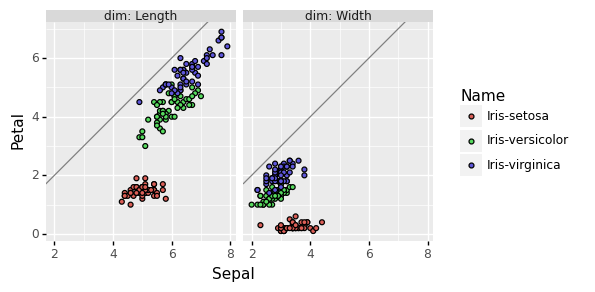 dim: Length
dim: Width
Petal
6
4
2
0
2 4 6 8
2 4 6 8
Sepal
Name
Iris-setosa
Iris-versicolor
Iris-virginica